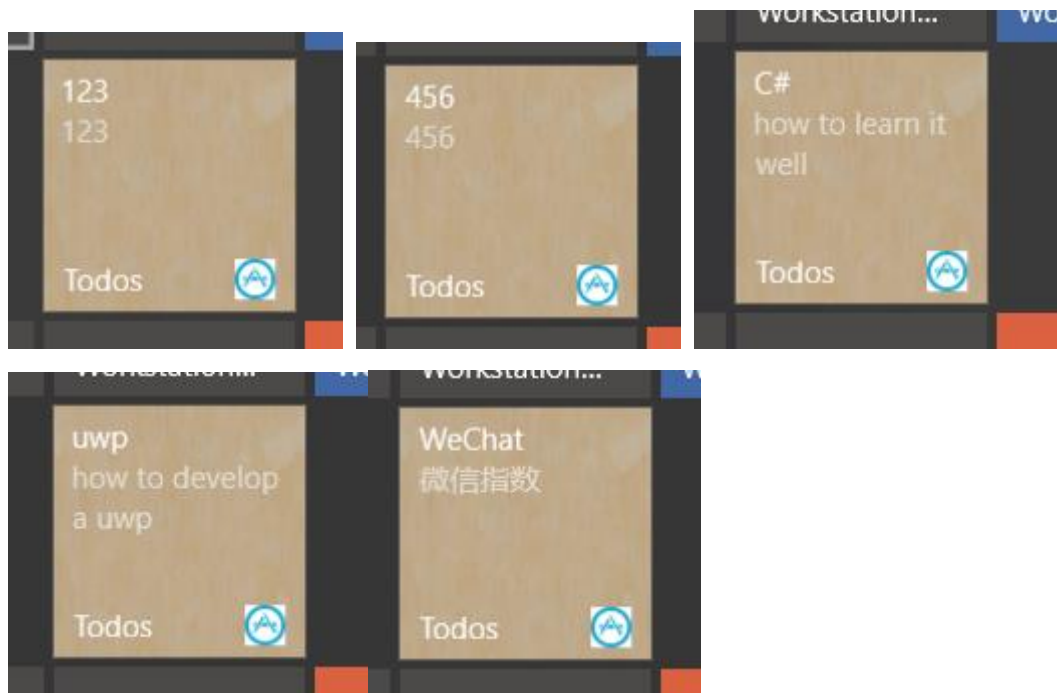 123
123
Todos
456
456
Todos
Workstation...
C#
how to learn it
well
Todos
Workstation...
uwp
how to develop
a uwp
Todos
Workstation...
WeChat
微信指数
Todos